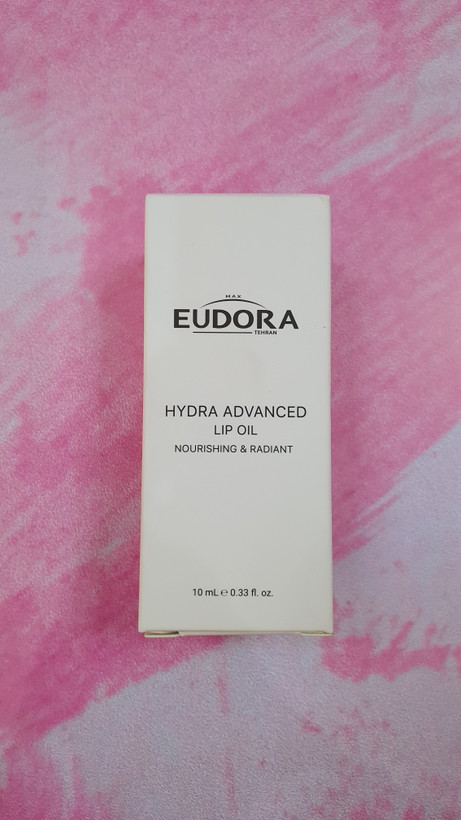 MAX
EUDORA
TEHRAN
HYDRA ADVANCED
LIP OIL
NOURISHING & RADIANT
10 mL ℮ 0.33 fl. oz.